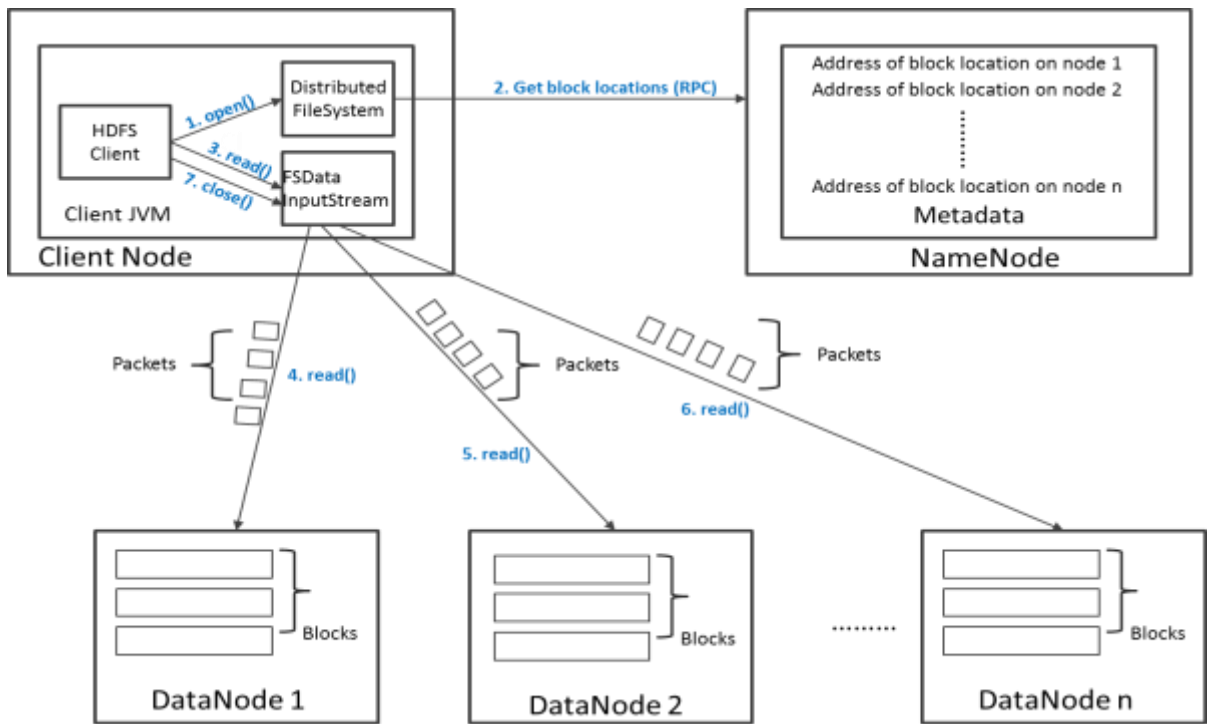 Distributed
FileSystem
HDFS
Client
1. open()
3. read()
7. close()
FSData
InputStream
Client JVM
Client Node
2. Get block locations (RPC)
Address of block location on node 1
Address of block location on node 2
Address of block location on node n
Metadata
NameNode
Packets
4. read()
Packets
5. read()
Packets
6. read()
Blocks
DataNode 1
Blocks
DataNode 2
.........
Blocks
DataNode n